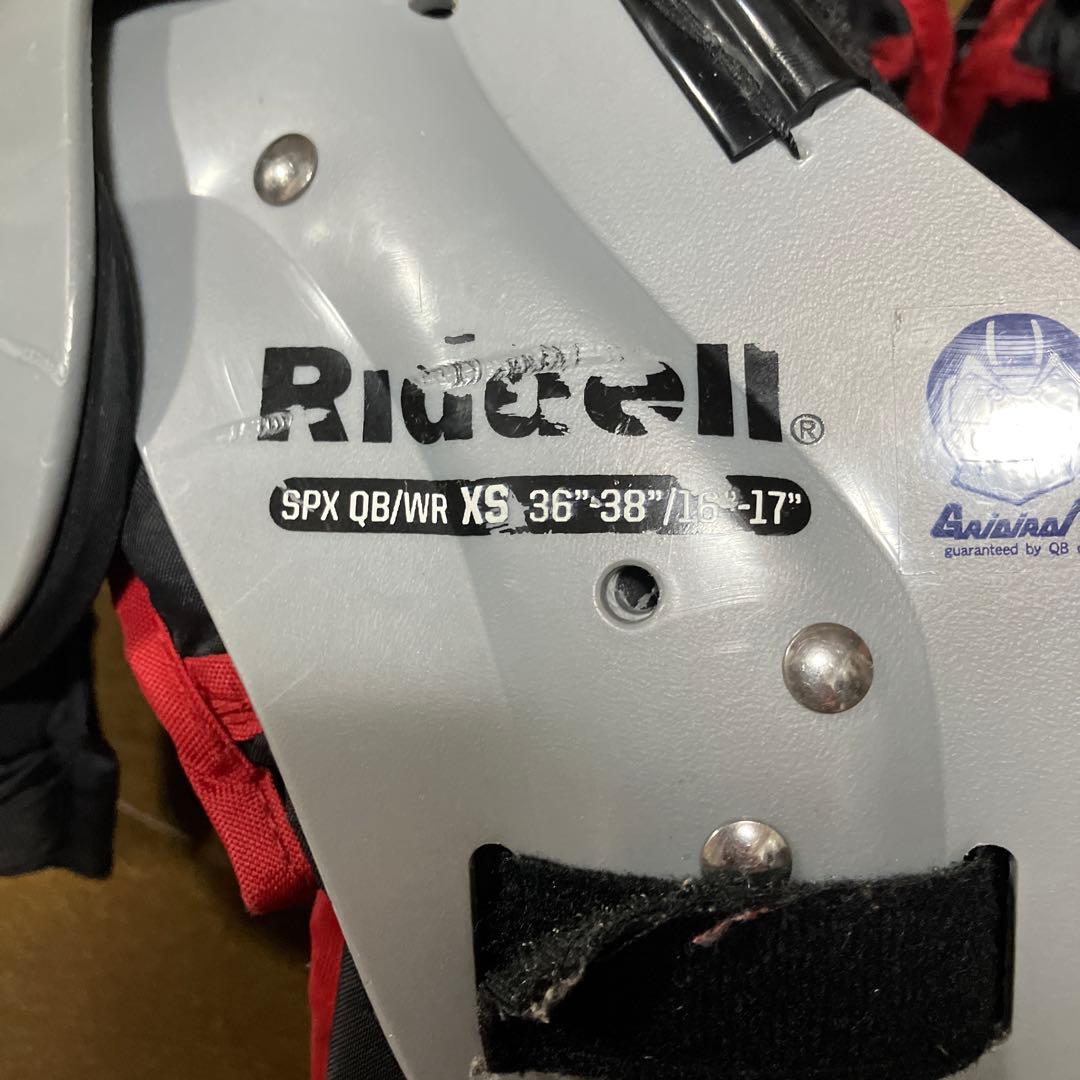 Riddell®
SPX QB/WR XS 36"-38"/16"-17"
guaranteed by QB